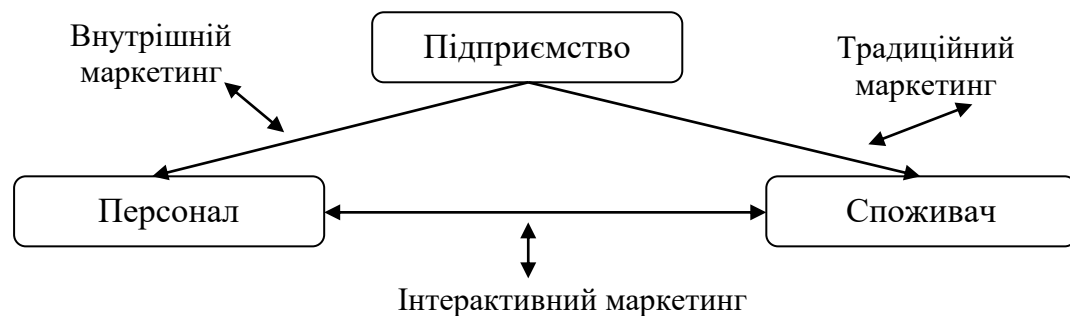 Внутрішній
маркетинг
Підприємство
Традиційний
маркетинг
Персонал
Споживач
Інтерактивний маркетинг